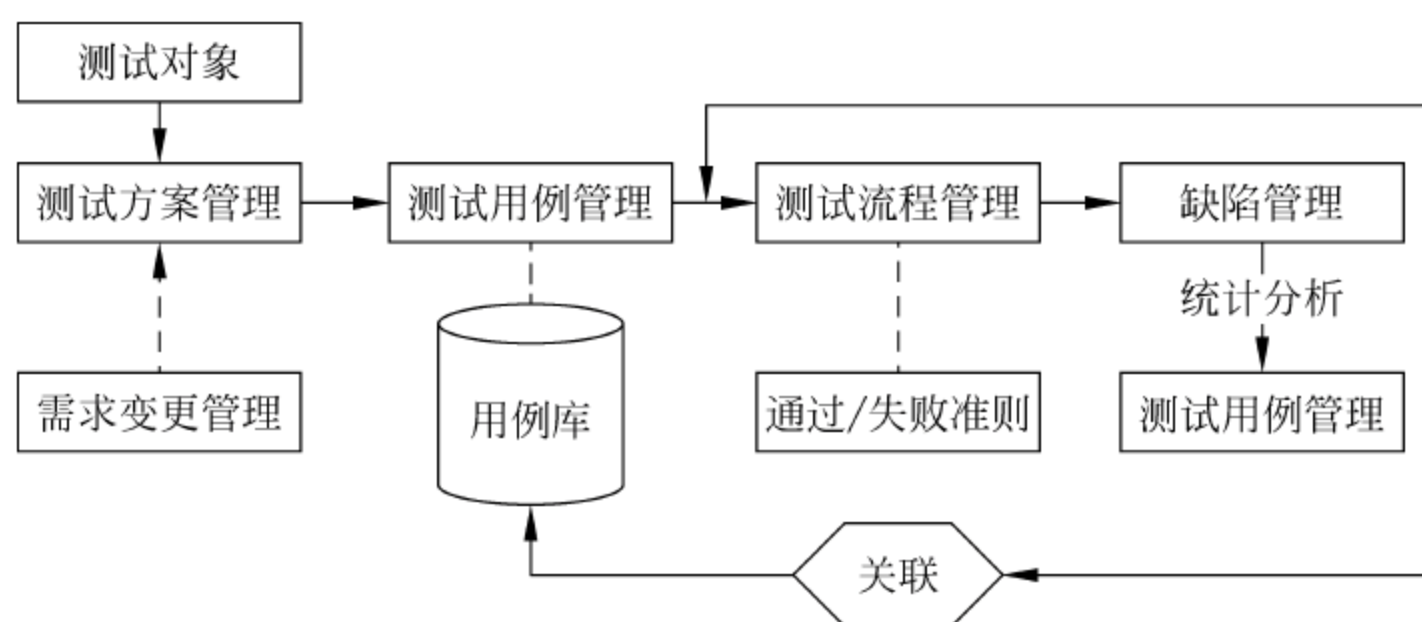 测试对象
测试方案管理
测试用例管理
测试流程管理
缺陷管理
统计分析
需求变更管理
用例库
通过/失败准则
测试用例管理
关联